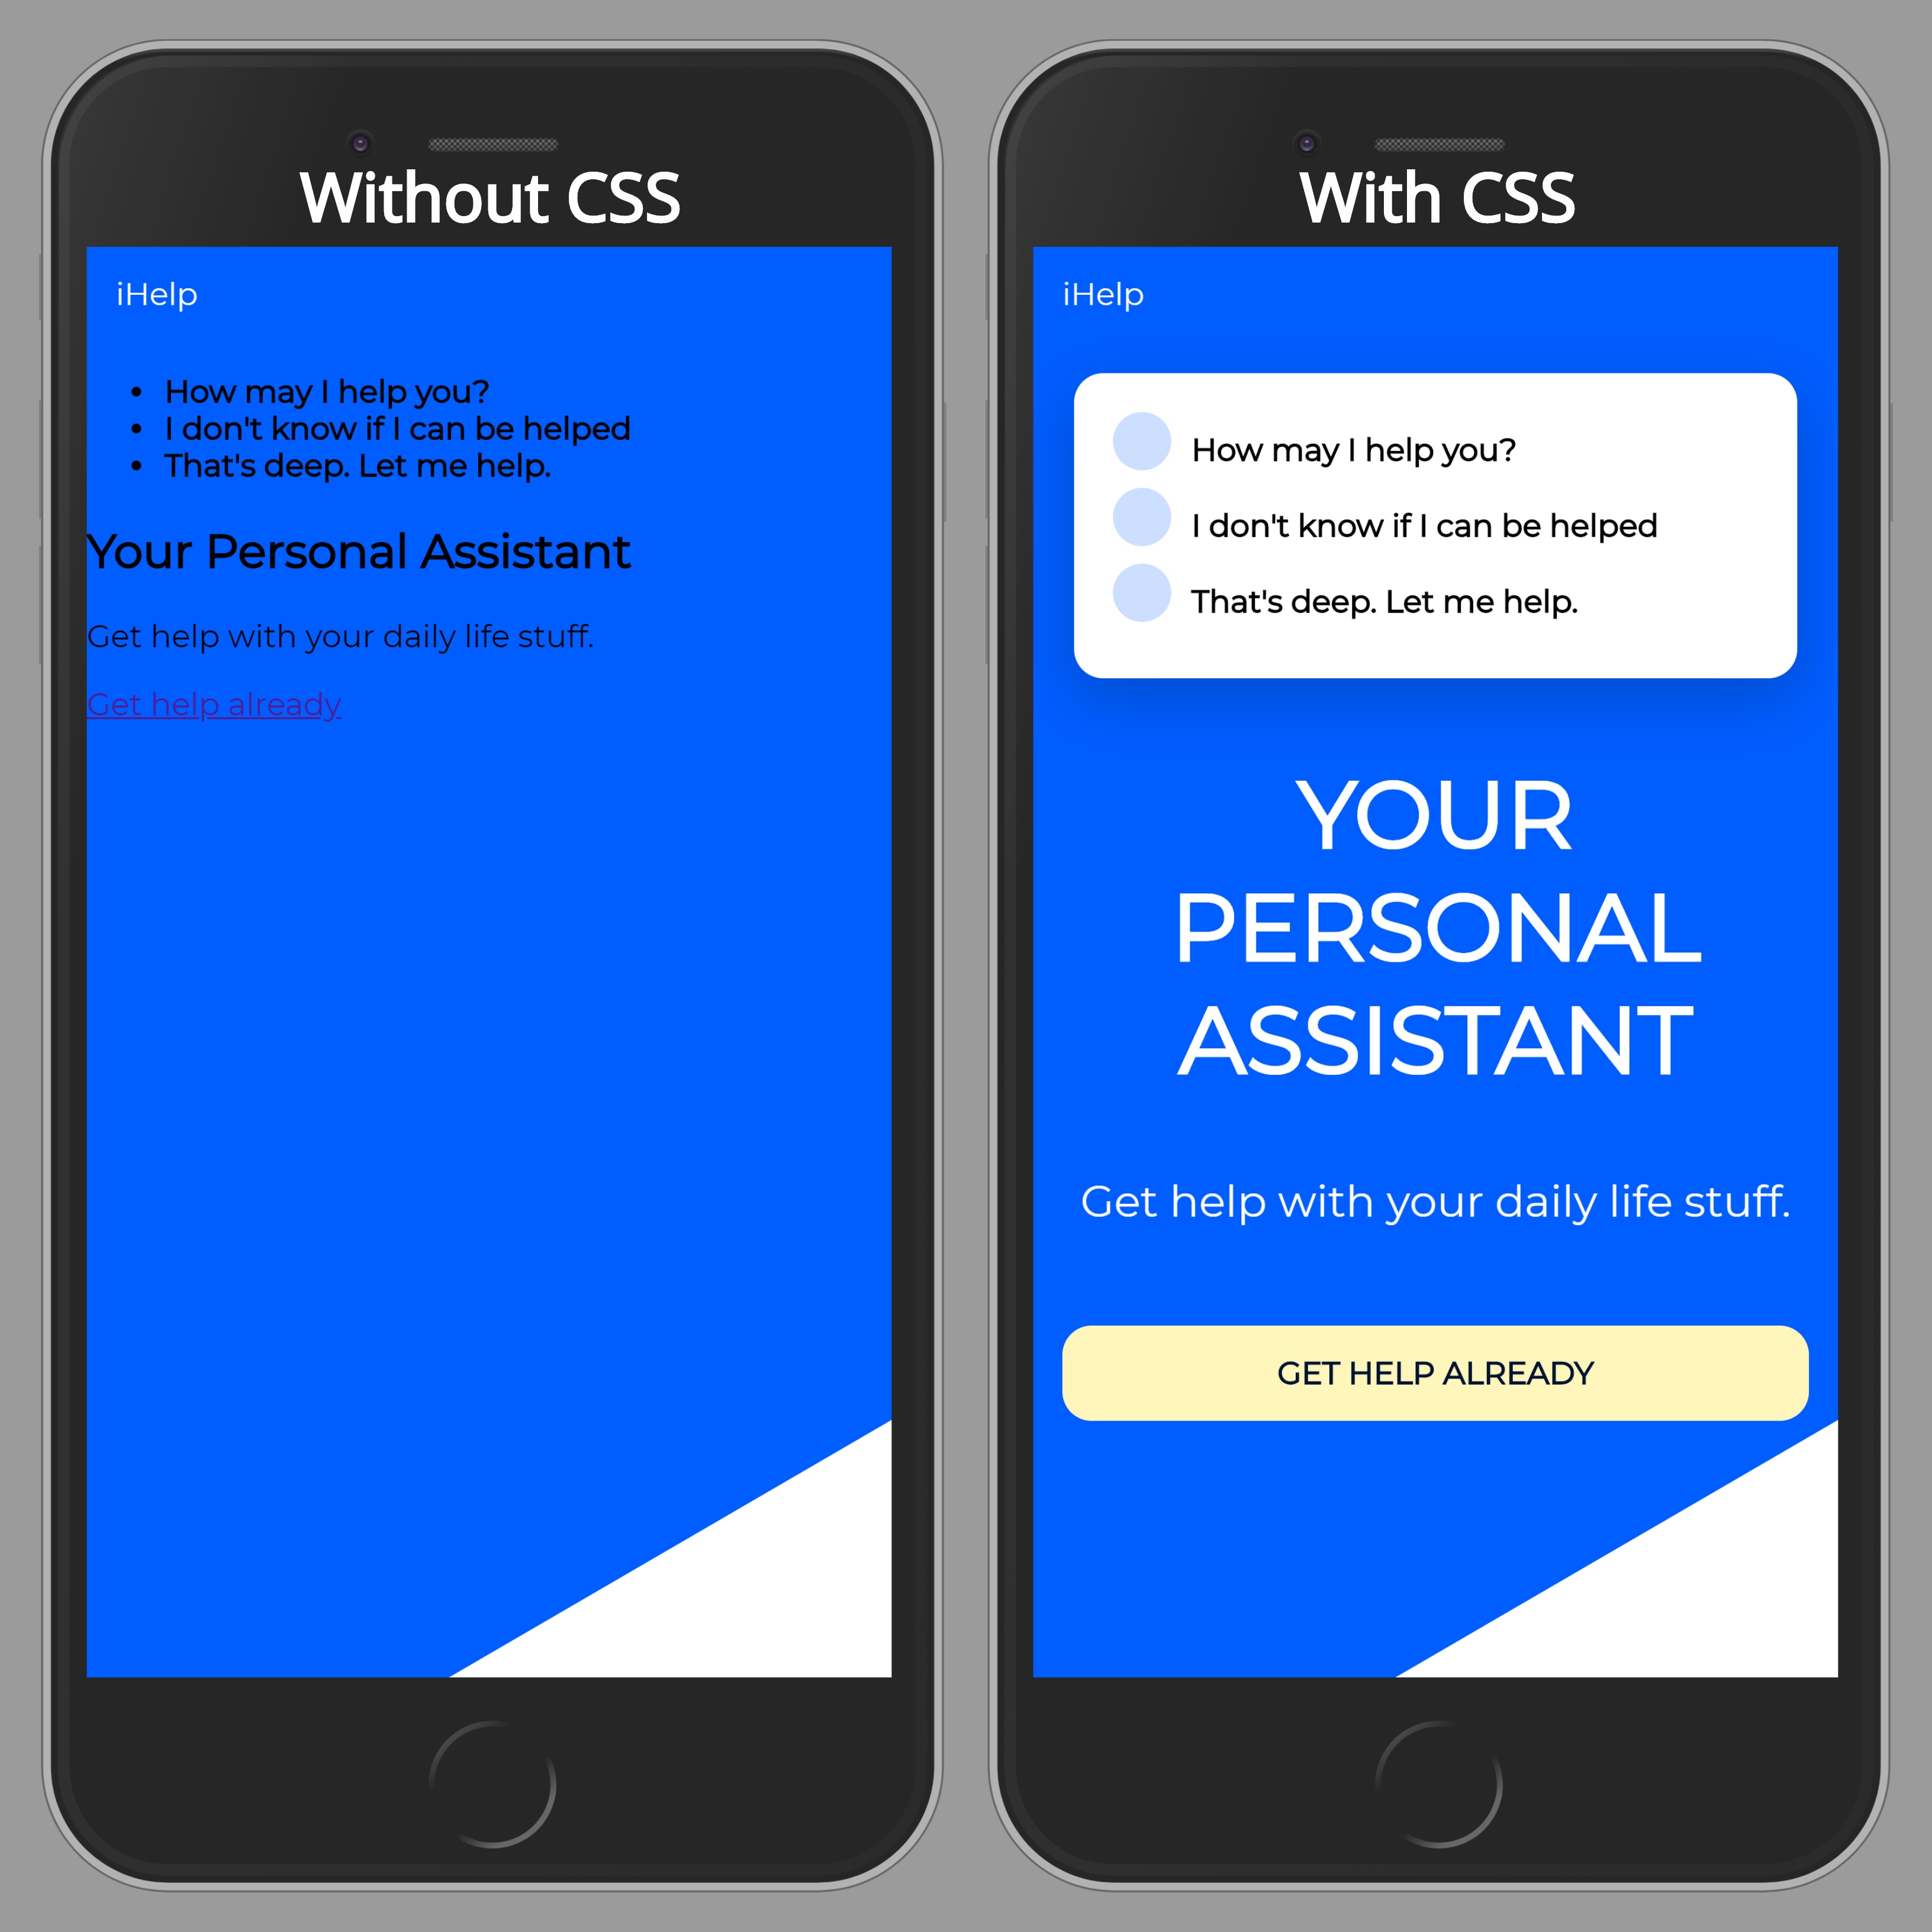 Without CSS
iHelp
How may I help you?
I don't know if I can be helped
That's deep. Let me help.
Your Personal Assistant
Get help with your daily life stuff.
Get help already
With CSS
iHelp
How may I help you?
I don't know if I can be helped
That's deep. Let me help.
YOUR
PERSONAL
ASSISTANT
Get help with your daily life stuff.
GET HELP ALREADY